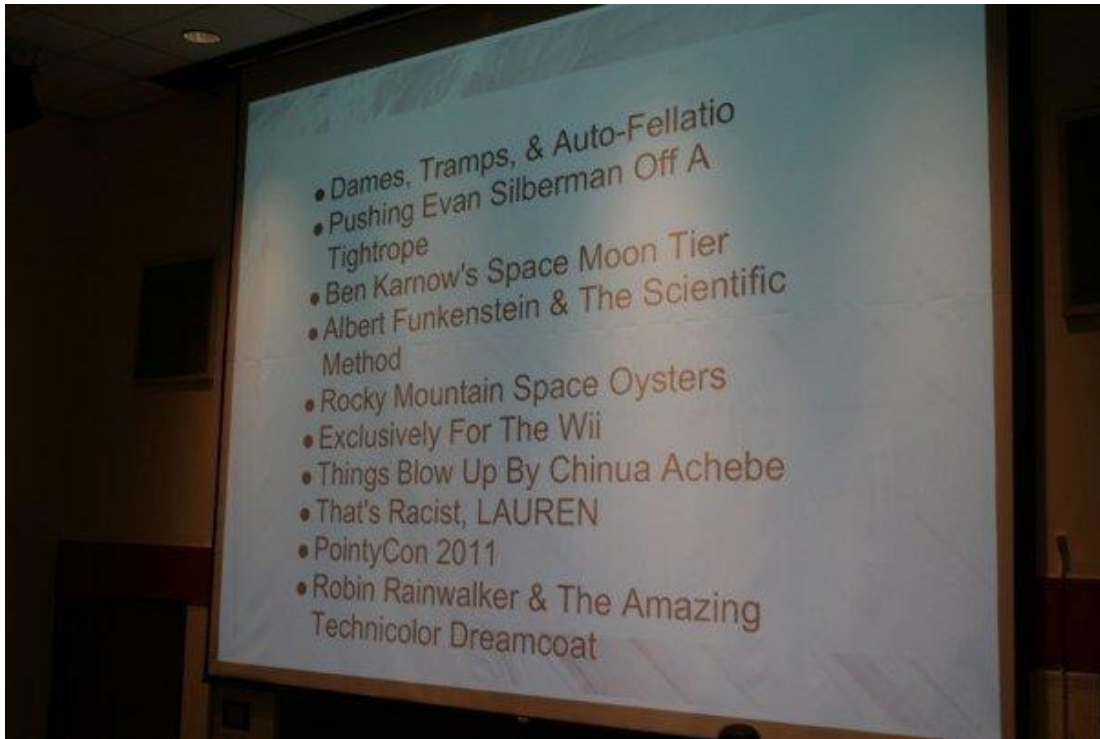 • Dames, Tramps, & Auto-Fellatio
• Pushing Evan Silberman Off A
Tightrope
• Ben Karnow's Space Moon Tier
• Albert Funkenstein & The Scientific
Method
• Rocky Mountain Space Oysters
• Exclusively For The Wii
• Things Blow Up By Chinua Achebe
• That's Racist, LAUREN
• PointyCon 2011
• Robin Rainwalker & The Amazing
Technicolor Dreamcoat